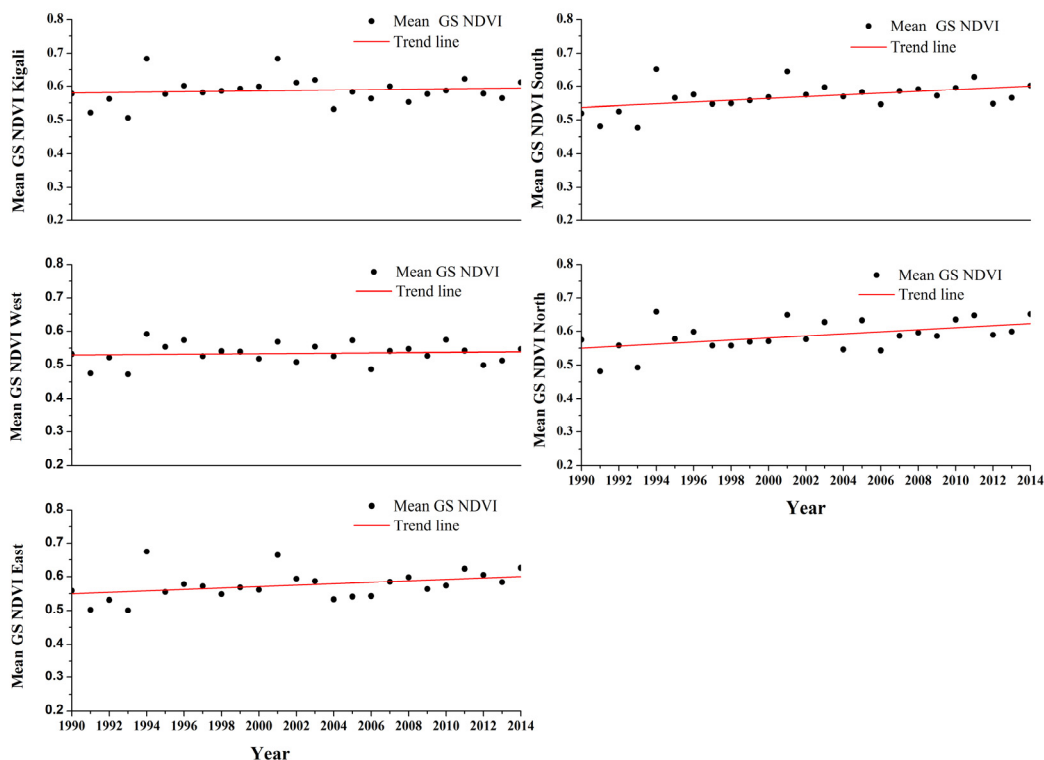 Mean GS NDVI Kigali
0.8
0.7
0.6
0.5
0.4
0.3
0.2
Mean GS NDVI
Trend line
Mean GS NDVI South
0.8
0.7
0.6
0.5
0.4
0.3
0.2
Mean GS NDVI
Trend line
Mean GS NDVI West
0.8
0.7
0.6
0.5
0.4
0.3
0.2
Mean GS NDVI
Trend line
Mean GS NDVI North
0.8
0.7
0.6
0.5
0.4
0.3
0.2
Mean GS NDVI
Trend line
1990 1992 1994 1996 1998 2000 2002 2004 2006 2008 2010 2012 2014
Year
Mean GS NDVI East
0.8
0.7
0.6
0.5
0.4
0.3
0.2
Mean GS NDVI
Trend line
1990 1992 1994 1996 1998 2000 2002 2004 2006 2008 2010 2012 2014
Year